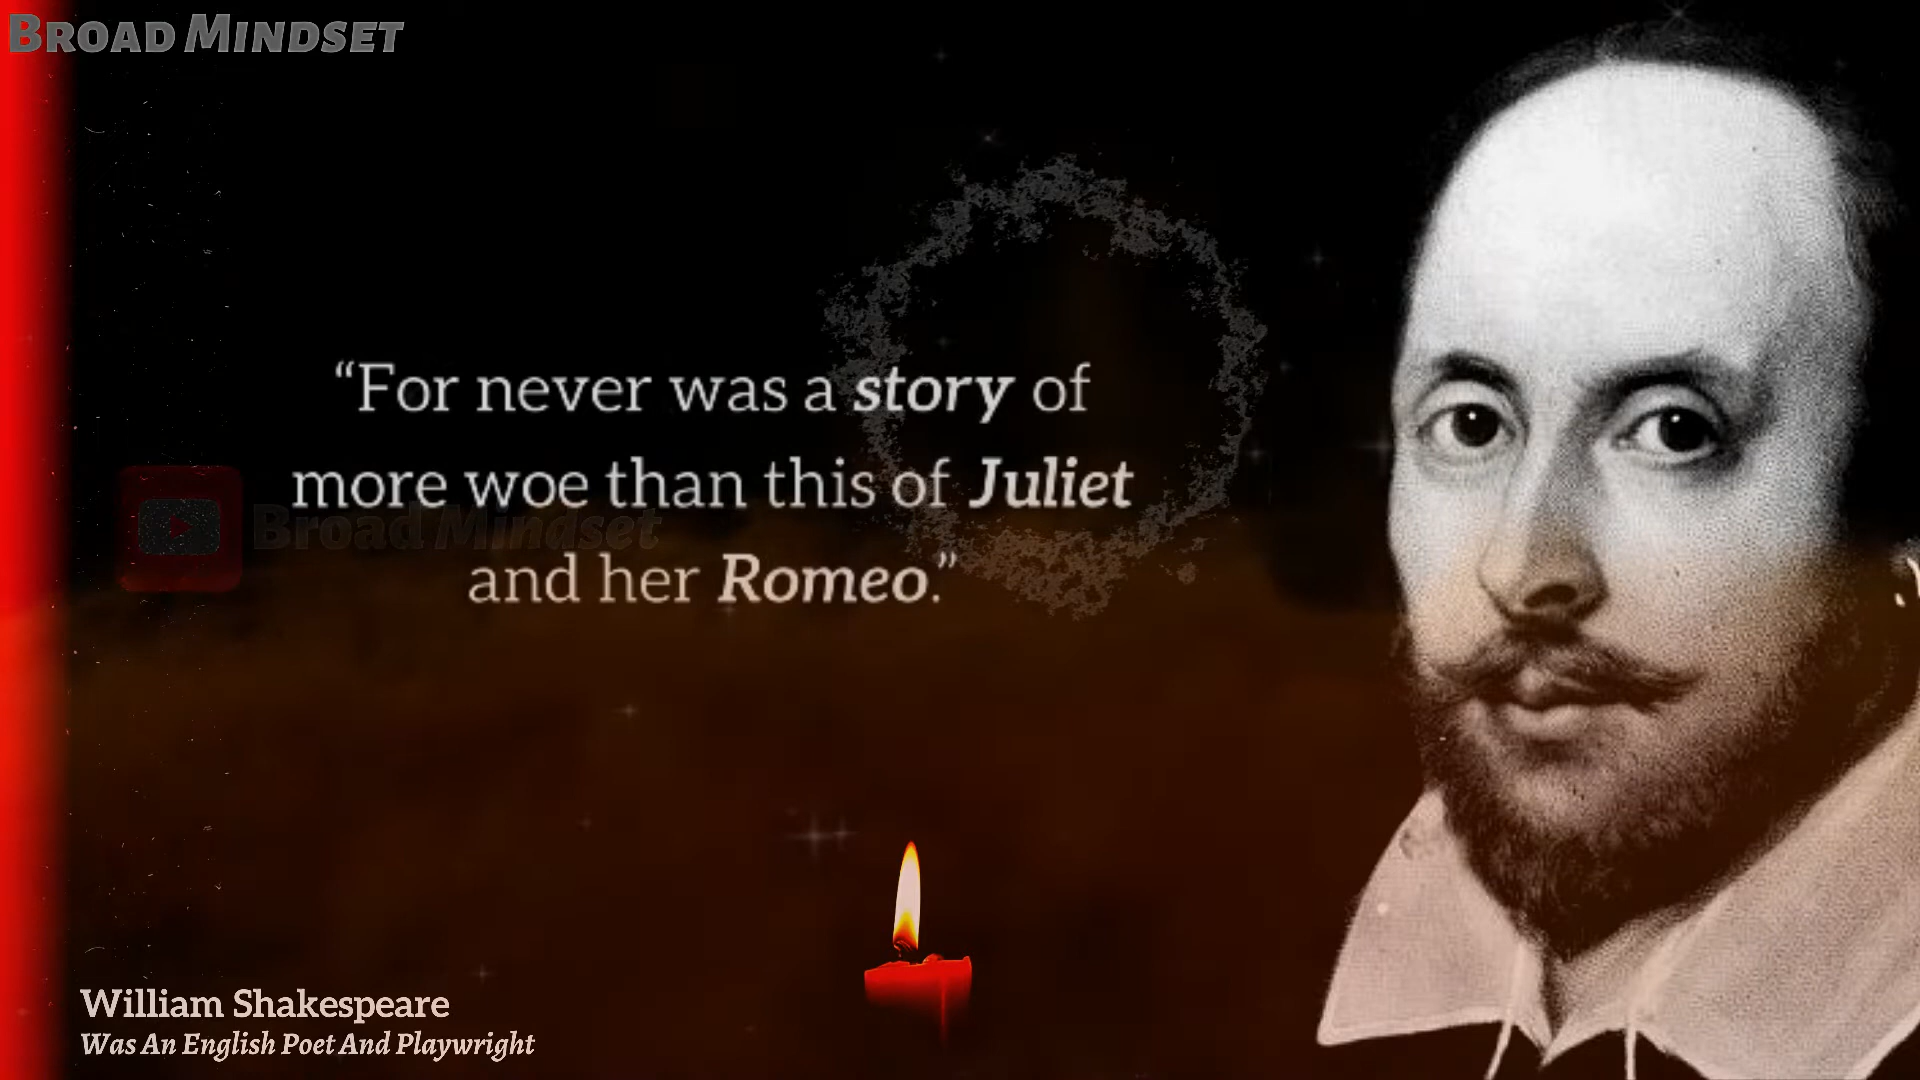 BROAD MINDSET
“For never was a story of
more woe than this of Juliet
Broad Mindset
and her Romeo.”
William Shakespeare
Was An English Poet And Playwright